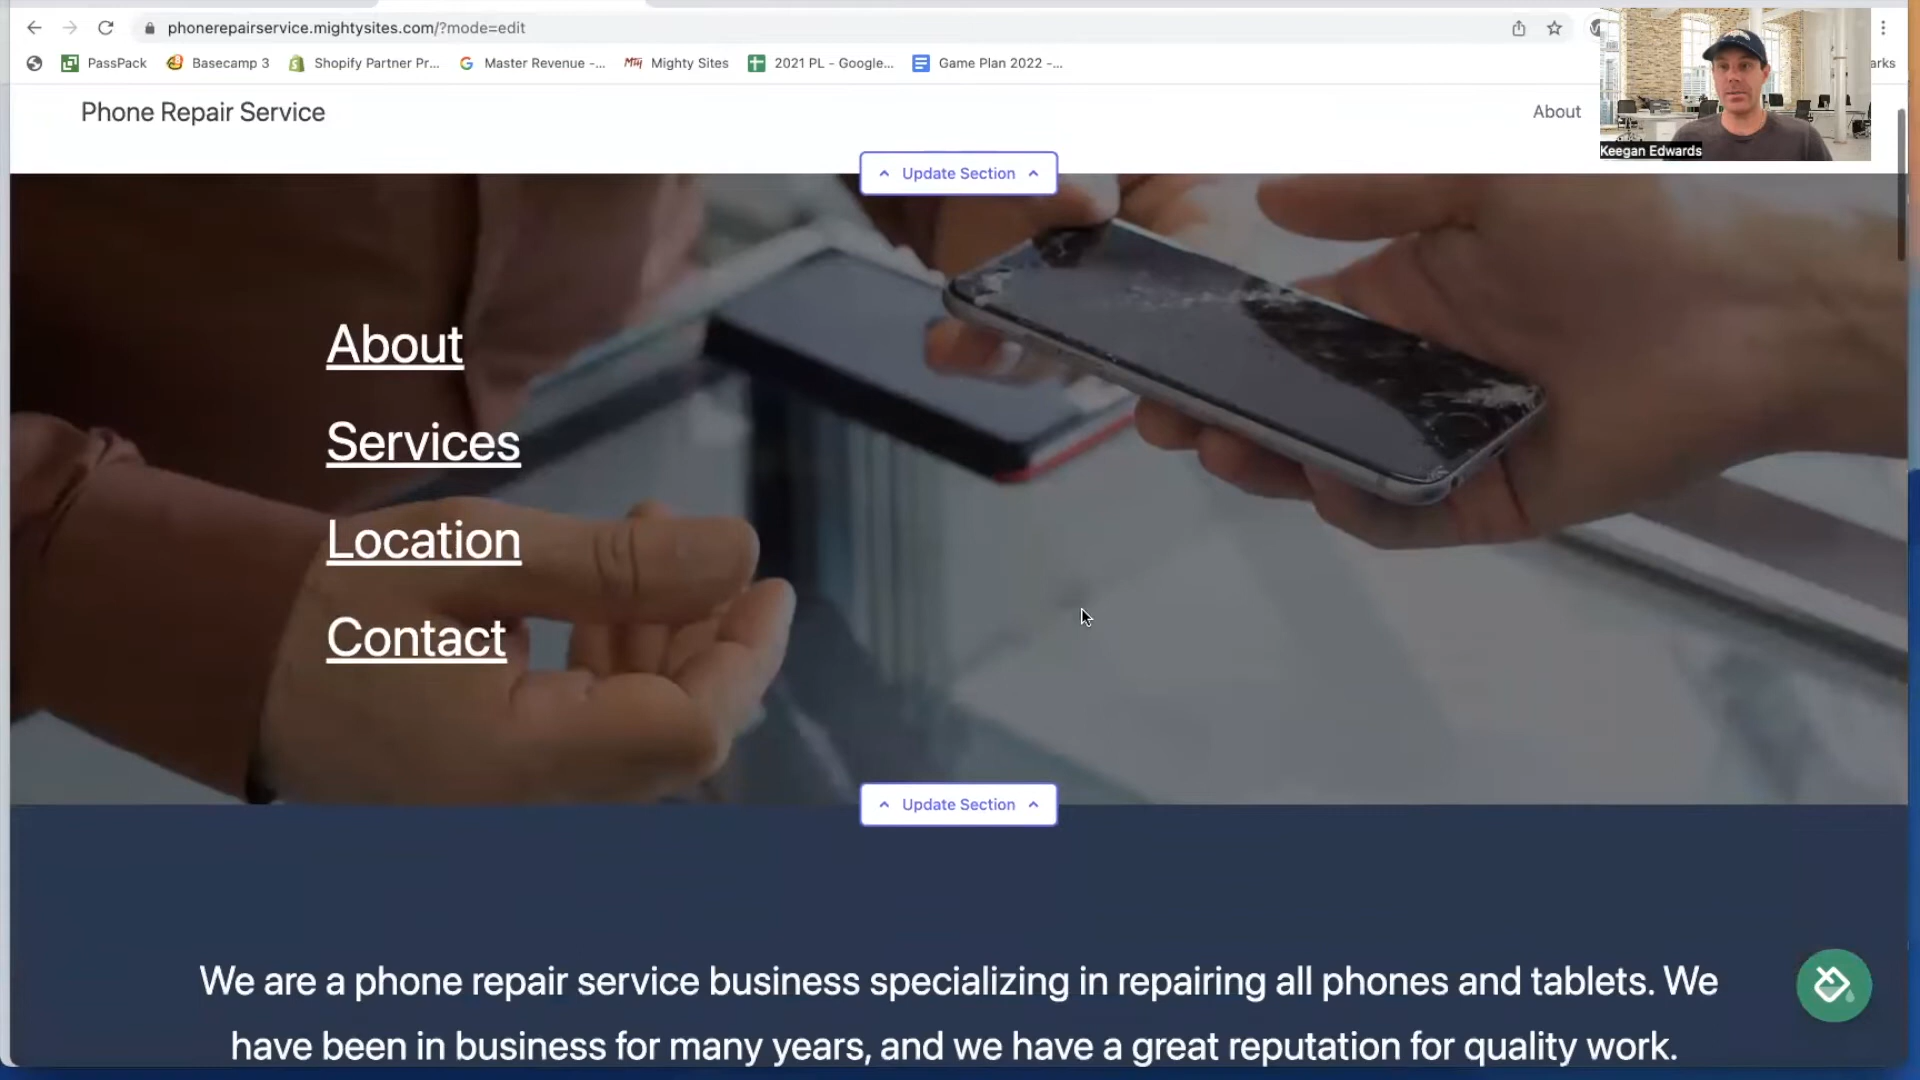 phonerepairservice.mightysites.com/?mode=edit
PassPack
Basecamp 3
Shopify Partner Pr...
Master Revenue -...
Mighty Sites
2021 PL - Google...
Game Plan 2022 -...
arks
Phone Repair Service
About
Keegan Edwards
Update Section
About
Services
Location
Contact
Update Section
We are a phone repair service business specializing in repairing all phones and tablets. We
have been in business for many years, and we have a great reputation for quality work.